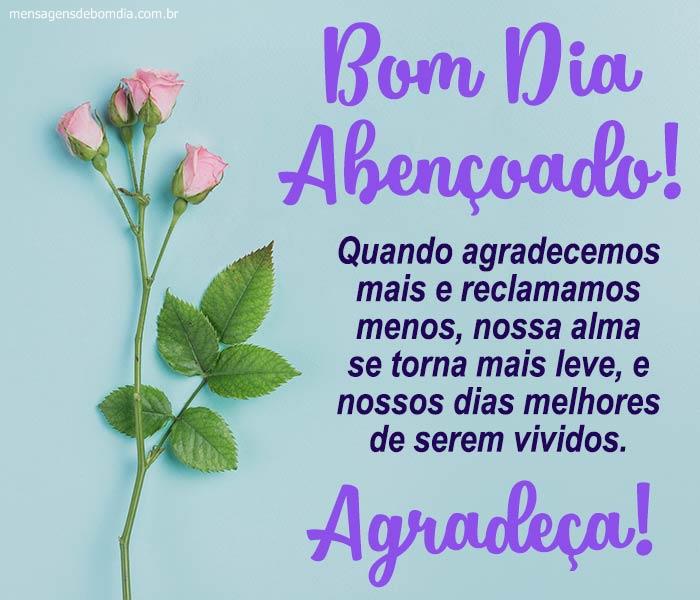 mensagensdebomdia.com.br
Bom Dia
Abençoado!
Quando agradecemos
mais e reclamamos
menos, nossa alma
se torna mais leve, e
nossos dias melhores
de serem vividos.
Agradeça!